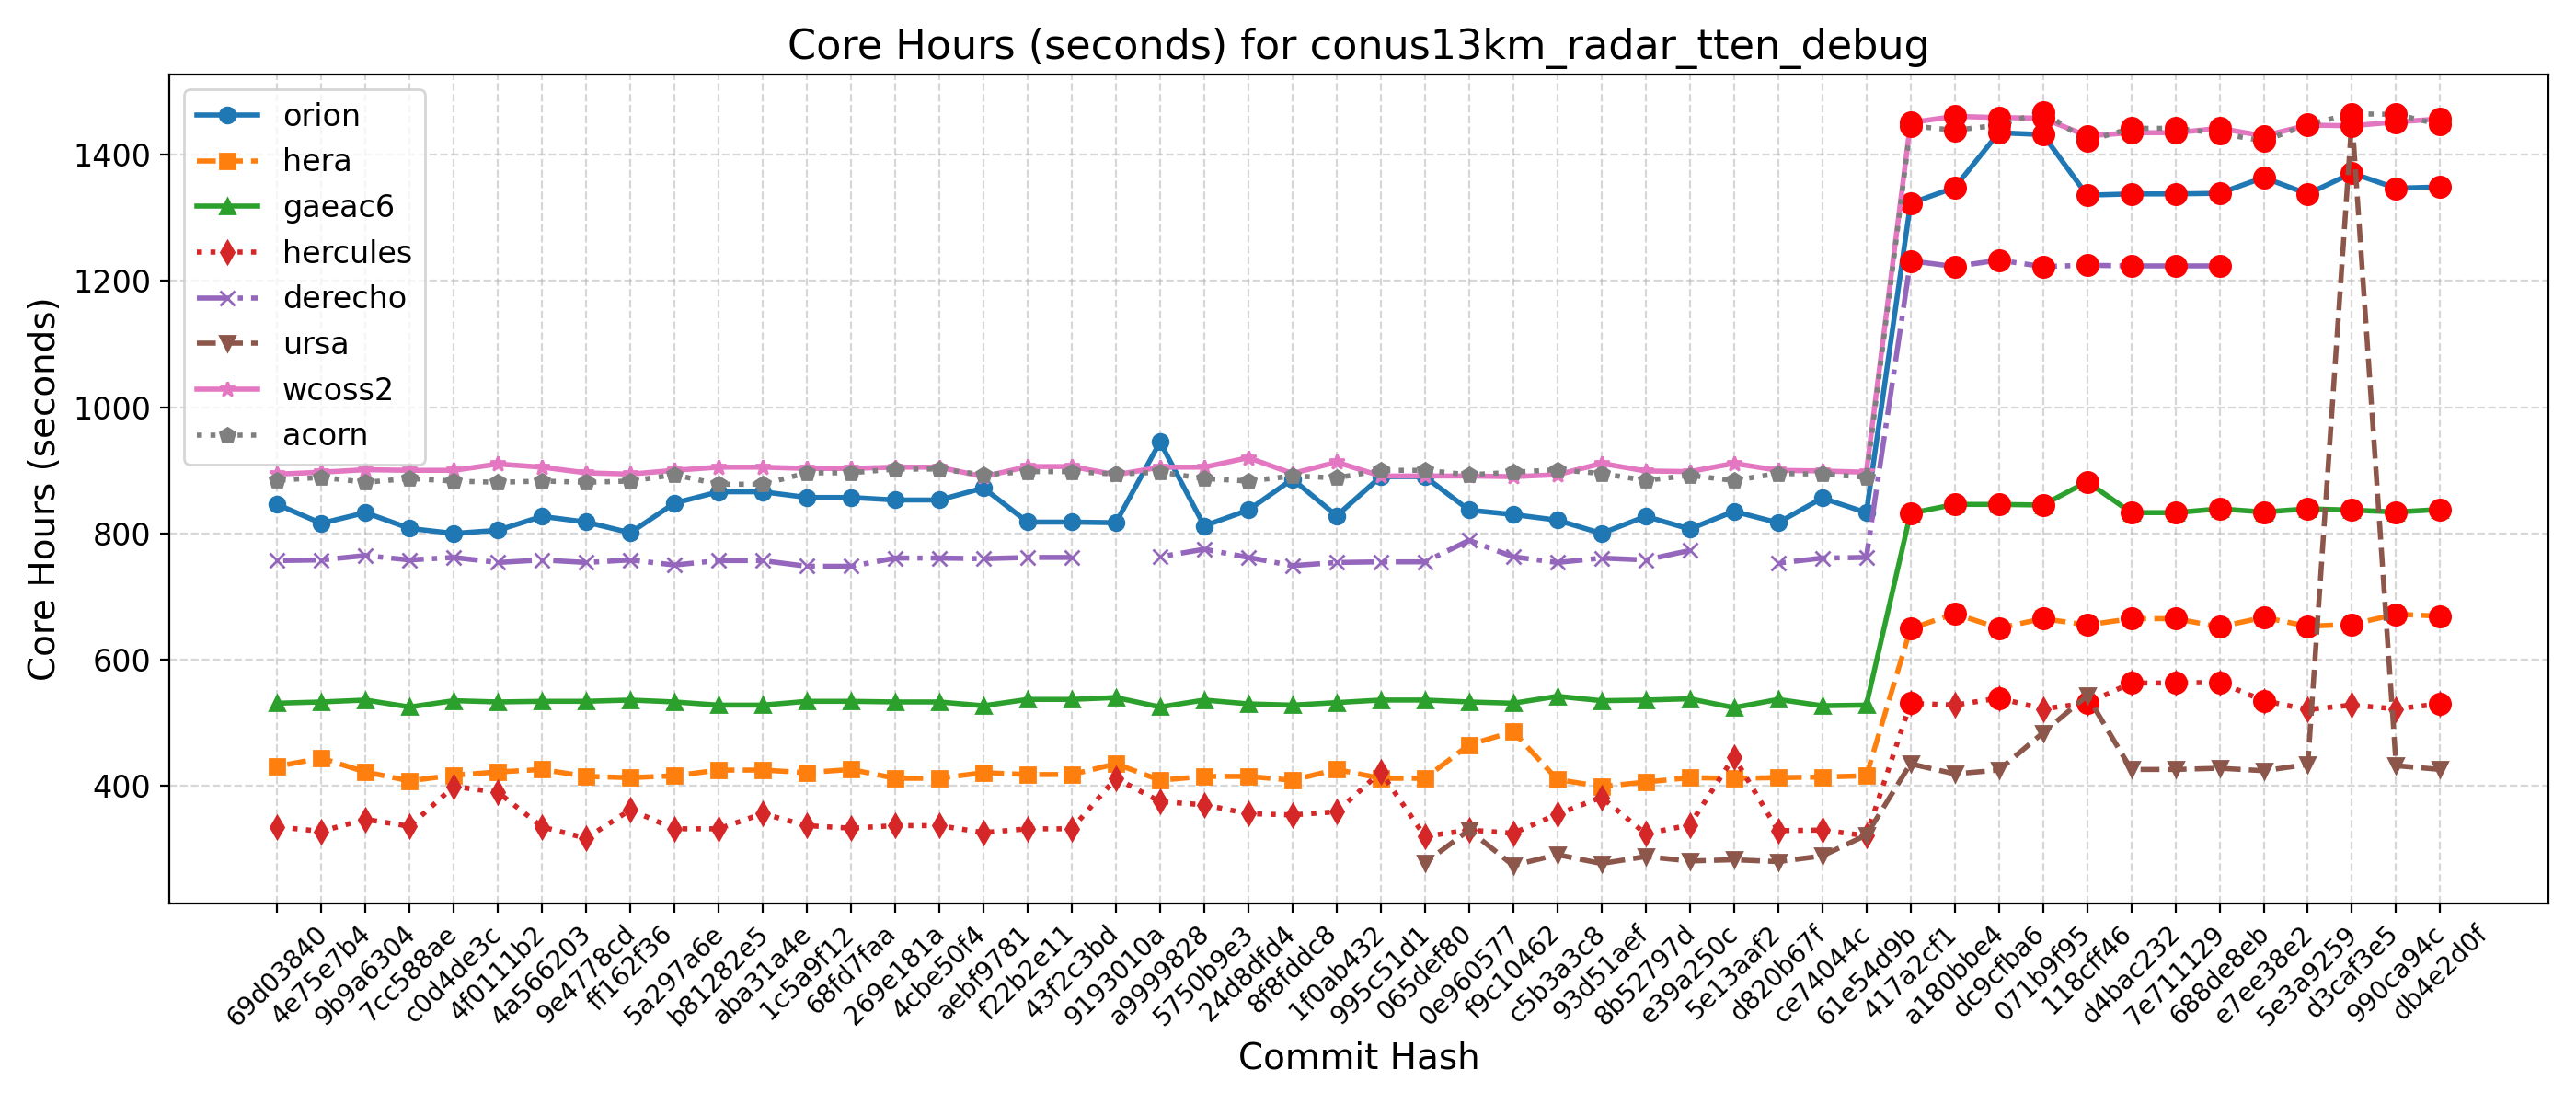 Core Hours (seconds) for conus13km_radar_tten_debug
orion
hera
gaeac6
hercules
derecho
ursa
wcoss2
acorn
Core Hours (seconds)
1400
1200
1000
800
600
400
69d03840
4e75e7b4
9b9a6304
7cc588ae
c0d4de3c
4f0111b2
4a566203
9e4778cd
ff162f36
5a297a6e
b81282e5
aba31a4e
1c5a9f12
68fd7faa
269e181a
4cbe50f4
aebf9781
f22b2e11
43f2c3bd
9193010a
a9999828
5750b9e3
24d8dfd4
8f8fddc8
1f0ab432
995c51d1
065def80
0e960577
f9c10462
c5b3a3c8
93d51aef
8b52797d
e39a250c
5e13aaf2
d820b67f
ce74044c
61e54d9b
417a2cf1
a180bbe4
dc9cfba6
071b9f95
118cff46
d4bac232
7e711129
688de8eb
e7ee38e2
5e3a9259
d3caf3e5
990ca94c
db4e2d0f
Commit Hash